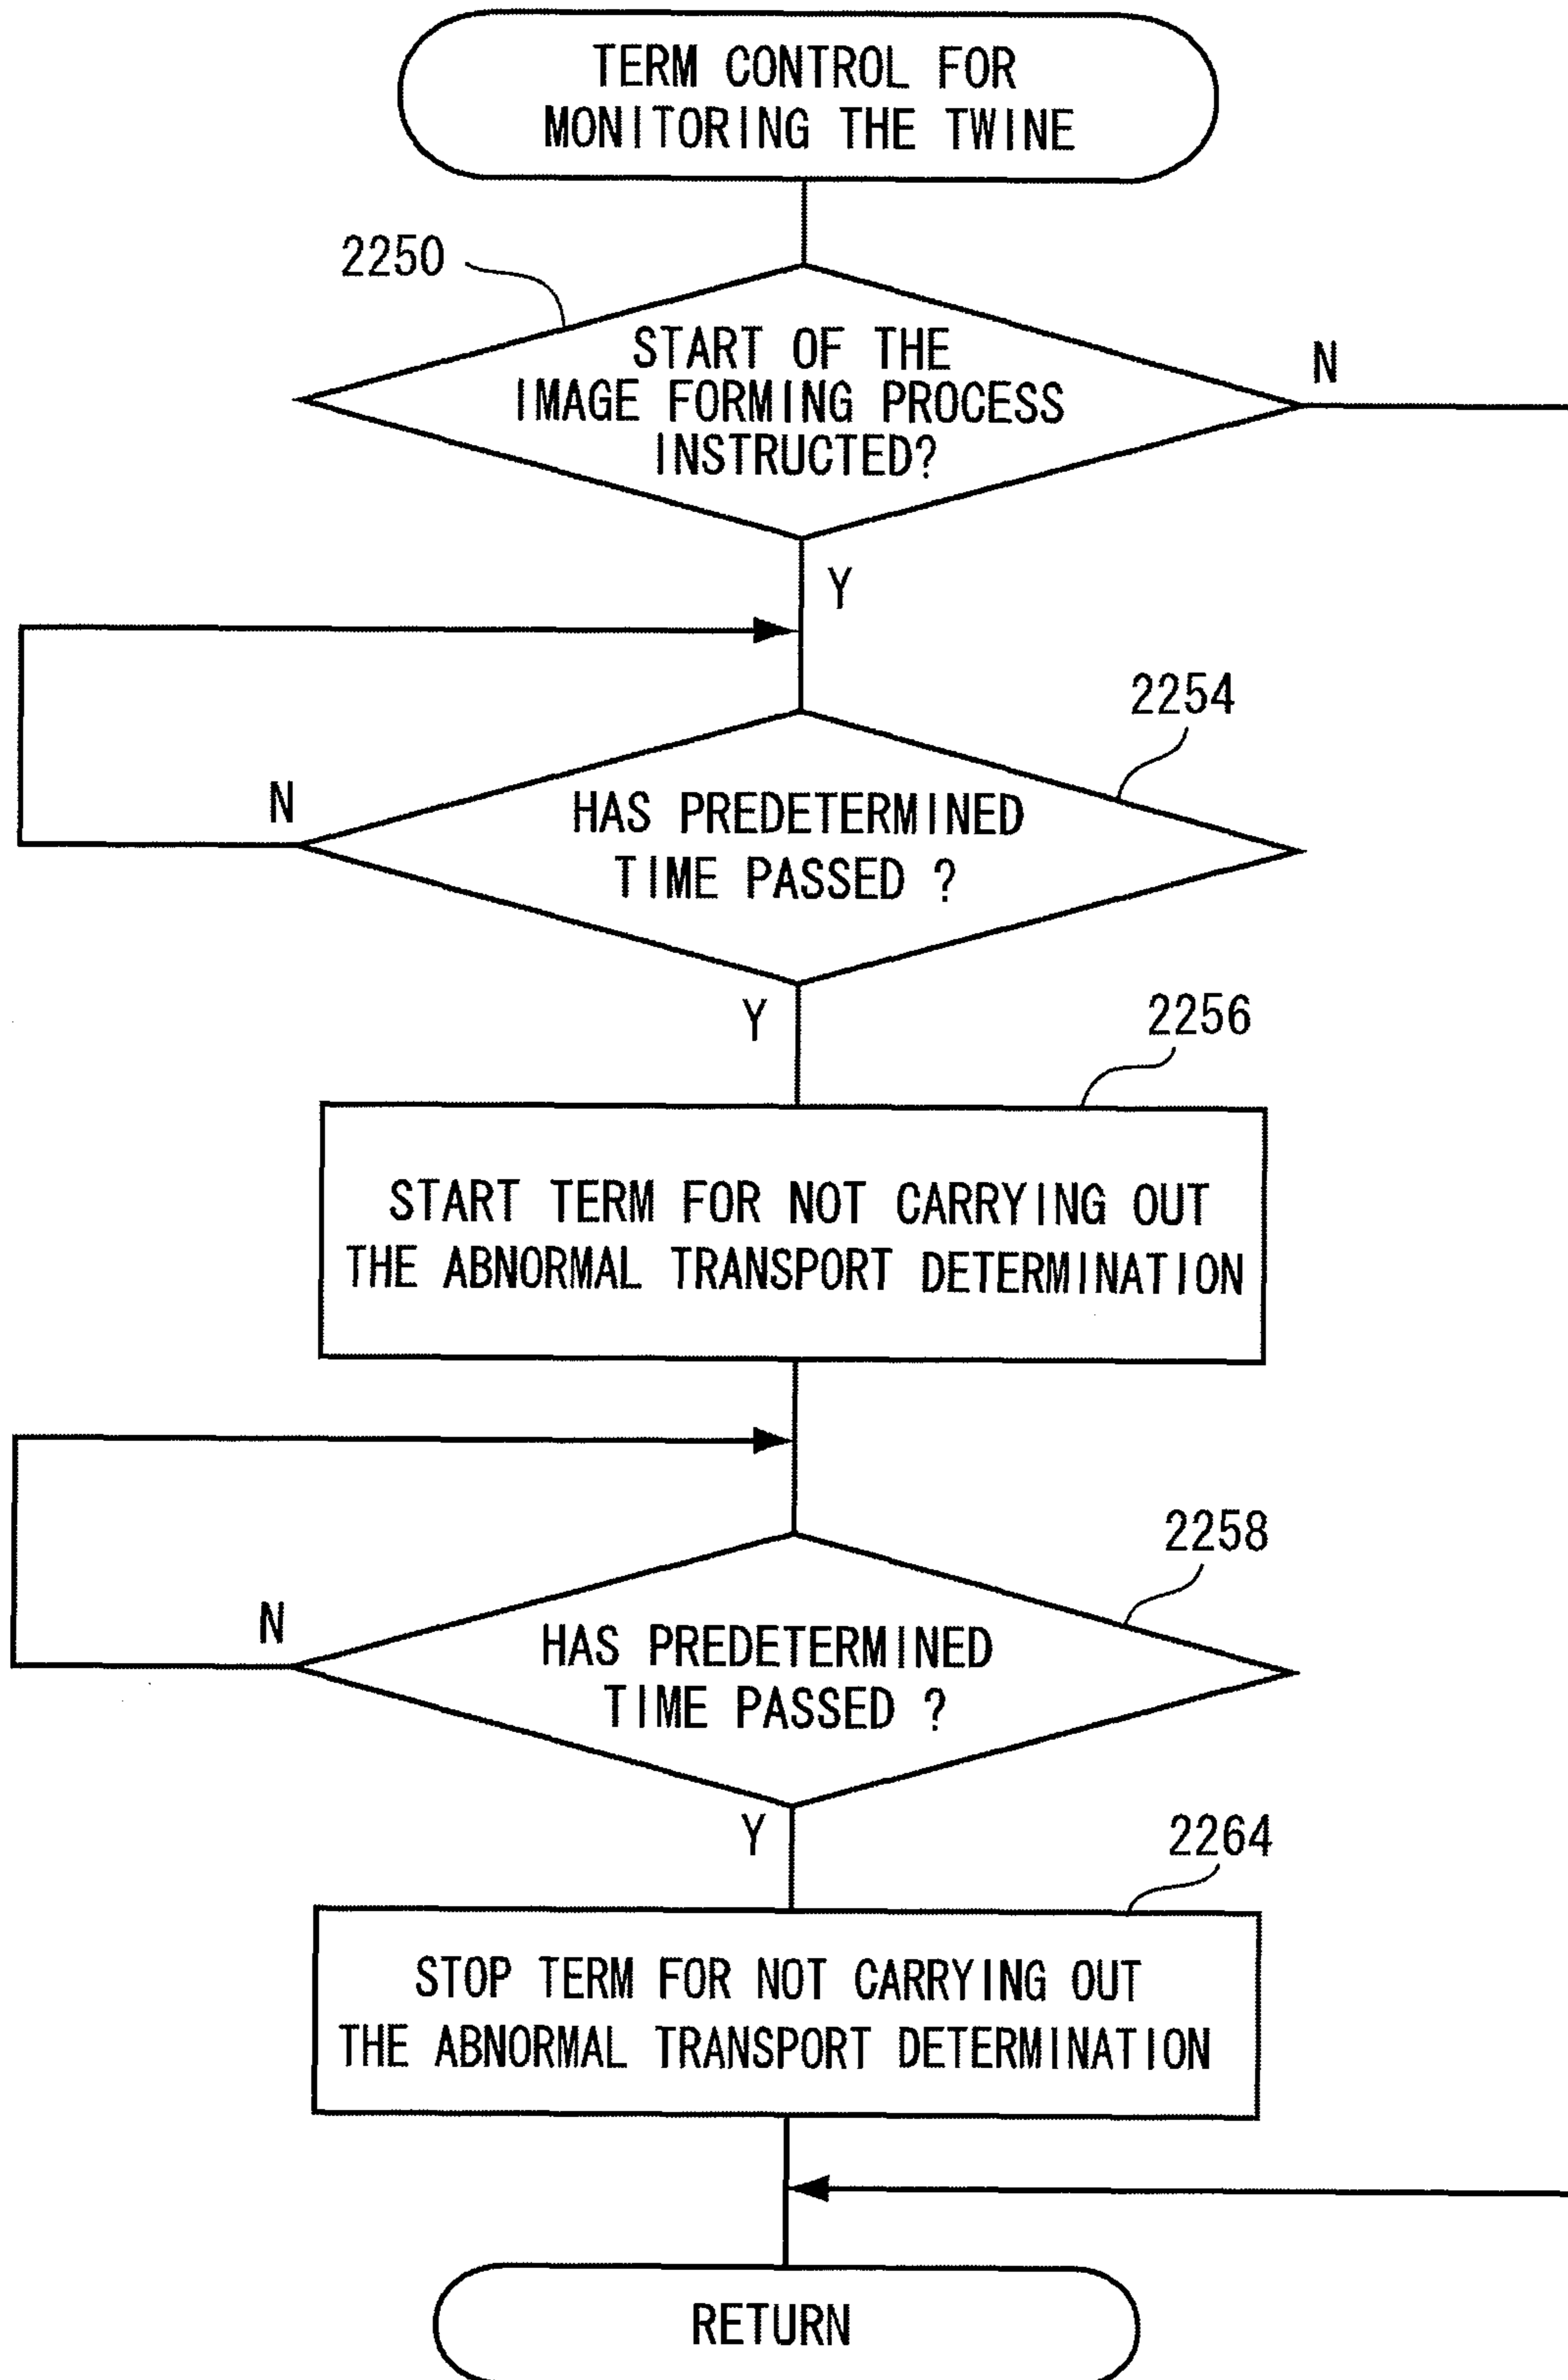 TERM CONTROL FOR
MONITORING THE TWINE
2250
START OF THE
IMAGE FORMING PROCESS
INSTRUCTED?
N
Y
2254
HAS PREDETERMINED
TIME PASSED ?
N
Y
2256
START TERM FOR NOT CARRYING OUT
THE ABNORMAL TRANSPORT DETERMINATION
2258
HAS PREDETERMINED
TIME PASSED ?
N
Y
2264
STOP TERM FOR NOT CARRYING OUT
THE ABNORMAL TRANSPORT DETERMINATION
RETURN